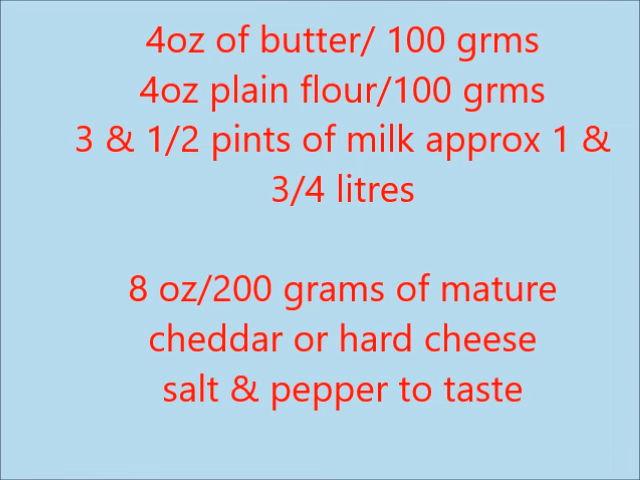 4oz of butter/ 100 grms
4oz plain flour/100 grms
3 & 1/2 pints of milk approx 1 &
3/4 litres
8 oz/200 grams of mature
cheddar or hard cheese
salt & pepper to taste